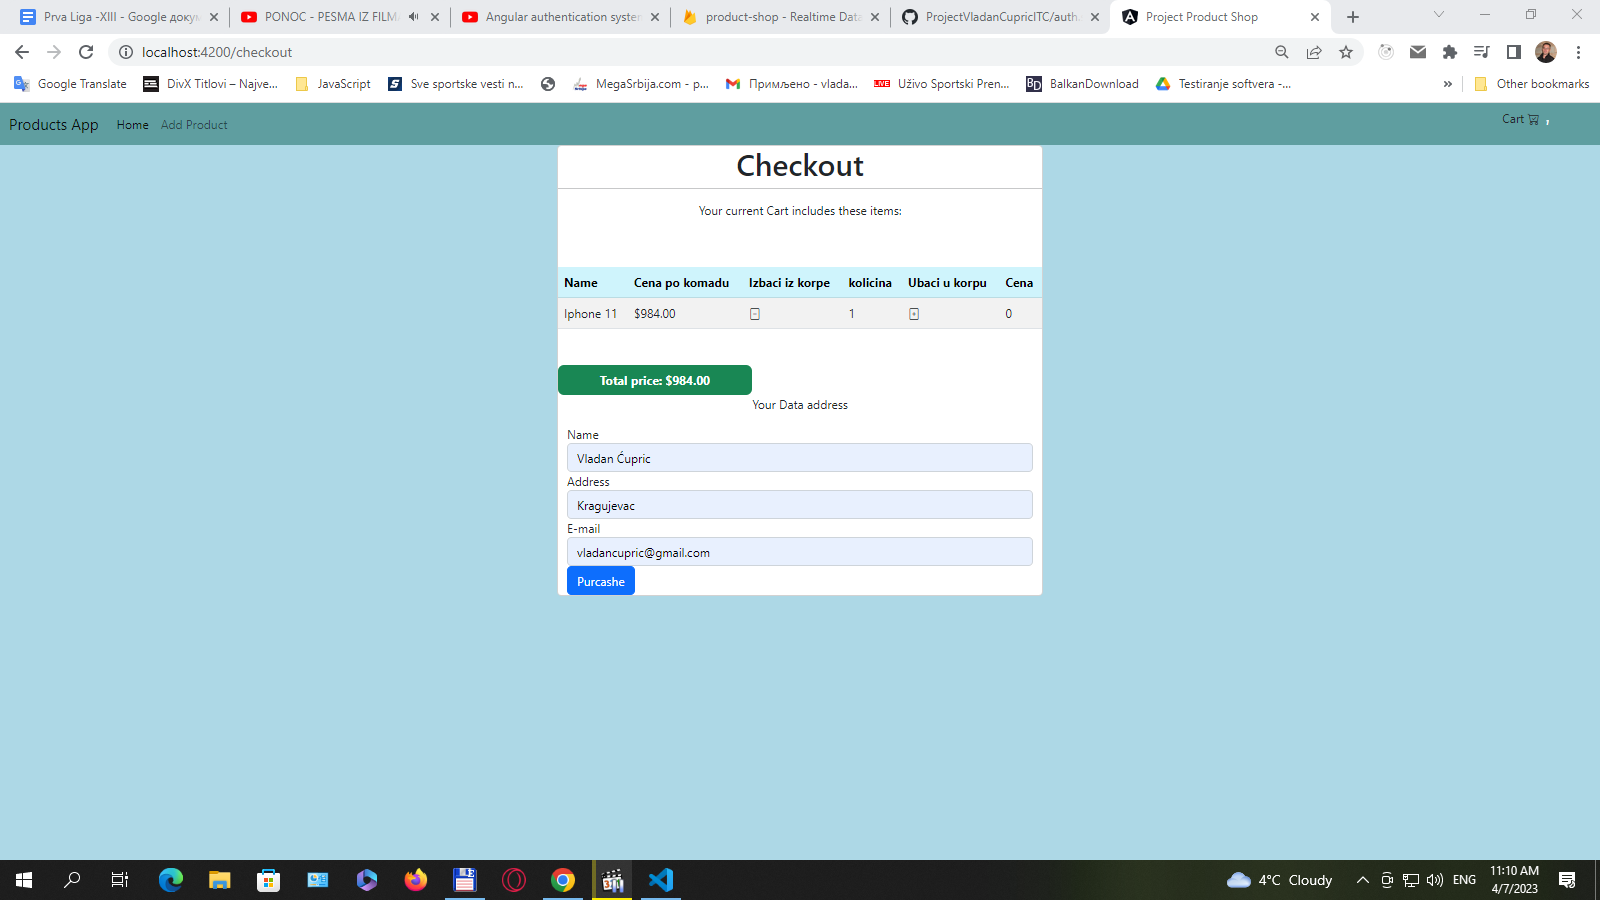 Prva Liga -XIII - Google докум
PONOC - PESMA IZ FILMA
Angular authentication system
product-shop - Realtime Data
ProjectVladanCupricITC/auth
Project Product Shop
localhost:4200/checkout
Google Translate
DivX Titlovi – Najve...
JavaScript
Sve sportske vesti n...
MegaSrbija.com - p...
Примљено - vlada...
Uživo Sportski Pren...
BalkanDownload
Testiranje softvera -...
»
Other bookmarks
Products App
Home
Add Product
Cart ,
Checkout
Your current Cart includes these items:
Name Cena po komadu Izbaci iz korpe kolicina Ubaci u korpu Cena
Iphone 11 $984.00 1 0
Total price: $984.00
Your Data address
Name
Vladan Ćupric
Address
Kragujevac
E-mail
vladancupric@gmail.com
Purcashe
4°C Cloudy
ENG
11:10 AM
4/7/2023